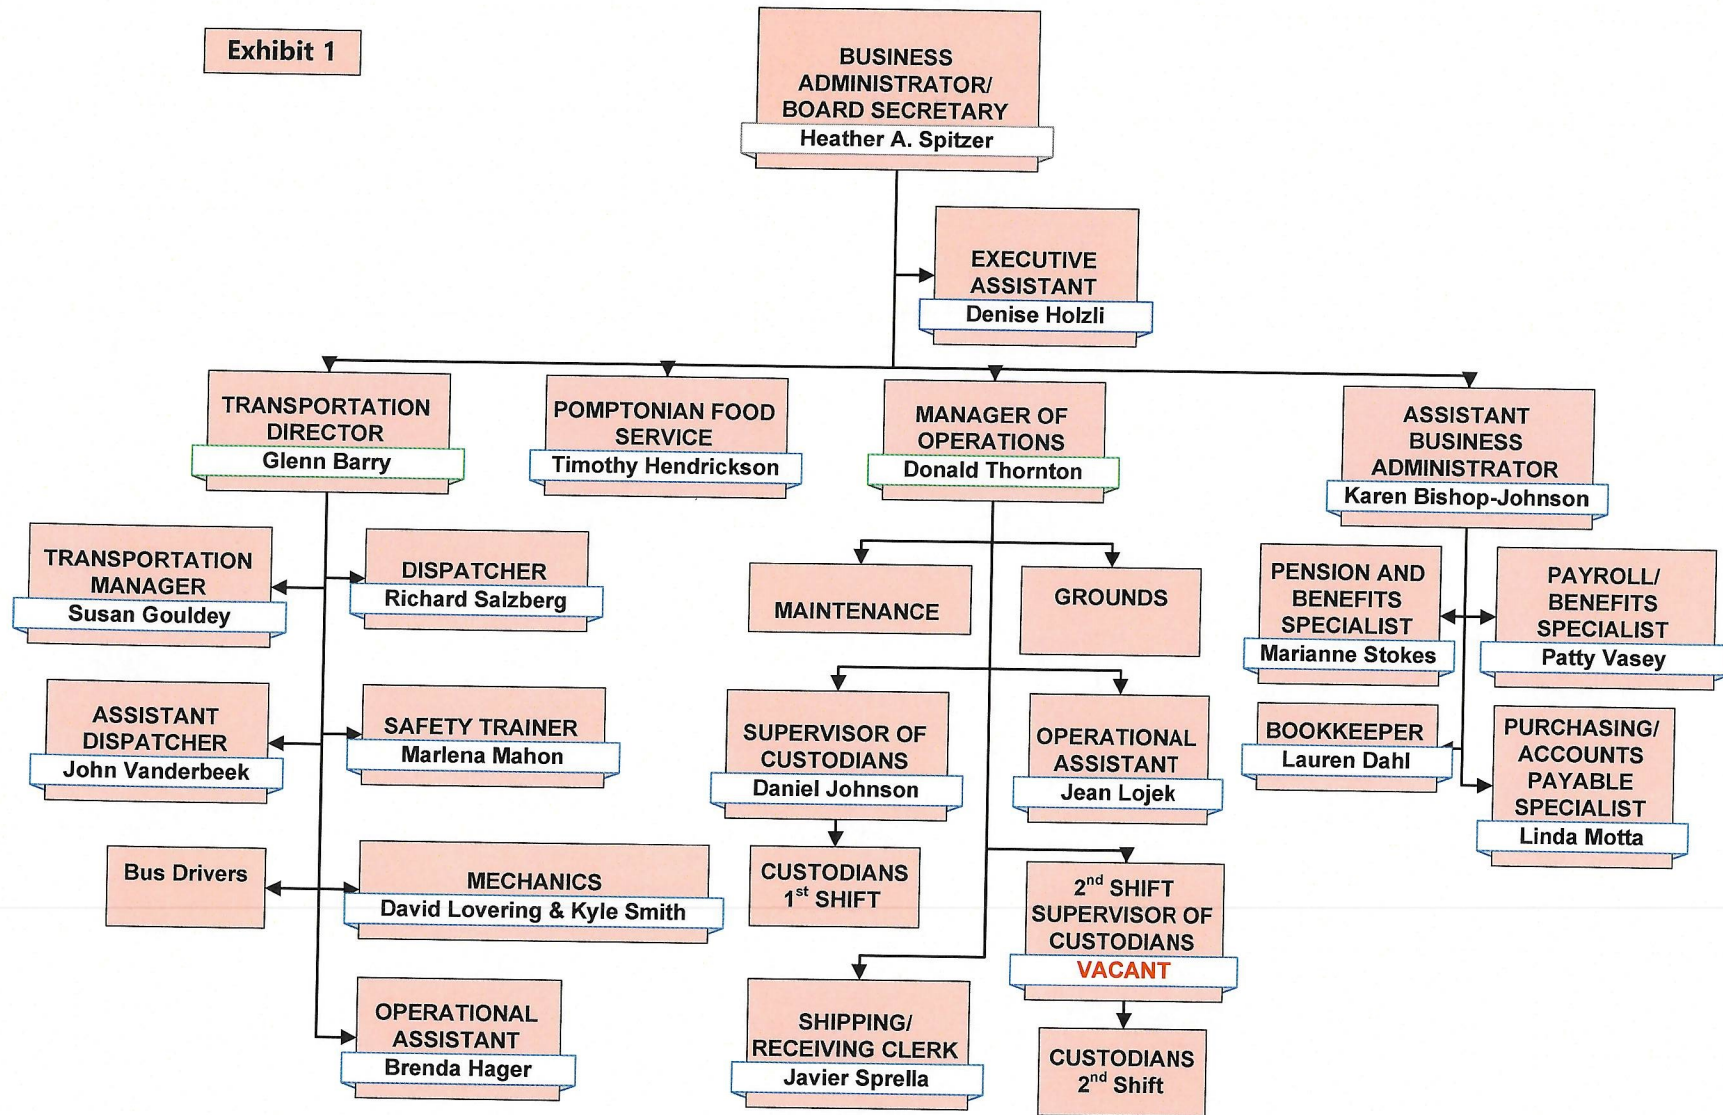 Exhibit 1
BUSINESS
ADMINISTRATOR/
BOARD SECRETARY
Heather A. Spitzer
EXECUTIVE
ASSISTANT
Denise Holzli
TRANSPORTATION
DIRECTOR
Glenn Barry
POMPTONIAN FOOD
SERVICE
Timothy Hendrickson
MANAGER OF
OPERATIONS
Donald Thornton
ASSISTANT
BUSINESS
ADMINISTRATOR
Karen Bishop-Johnson
TRANSPORTATION
MANAGER
Susan Gouldey
DISPATCHER
Richard Salzberg
MAINTENANCE
GROUNDS
PENSION AND
BENEFITS
SPECIALIST
Marianne Stokes
PAYROLL/
BENEFITS
SPECIALIST
Patty Vasey
ASSISTANT
DISPATCHER
John Vanderbeek
SAFETY TRAINER
Marlena Mahon
SUPERVISOR OF
CUSTODIANS
Daniel Johnson
OPERATIONAL
ASSISTANT
Jean Lojek
BOOKKEEPER
Lauren Dahl
PURCHASING/
ACCOUNTS
PAYABLE
SPECIALIST
Linda Motta
Bus Drivers
MECHANICS
David Lovering & Kyle Smith
CUSTODIANS
1st SHIFT
2nd SHIFT
SUPERVISOR OF
CUSTODIANS
VACANT
OPERATIONAL
ASSISTANT
Brenda Hager
SHIPPING/
RECEIVING CLERK
Javier Sprella
CUSTODIANS
2nd Shift